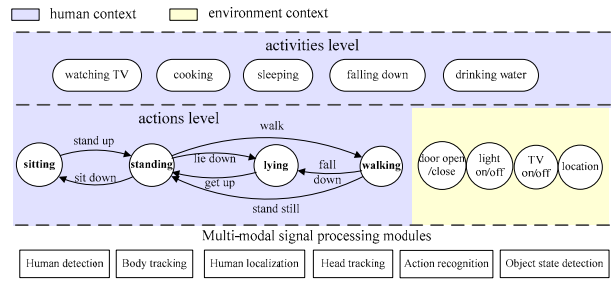 human context
environment context
activities level
watching TV
cooking
sleeping
falling down
drinking water
actions level
walk
stand up
sitting
standing
lie down
lying
fall
down
walking
sit down
get up
stand still
door open
/close
light
on/off
TV
on/off
location
Multi-modal signal processing modules
Human detection
Body tracking
Human localization
Head tracking
Action recognition
Object state detection